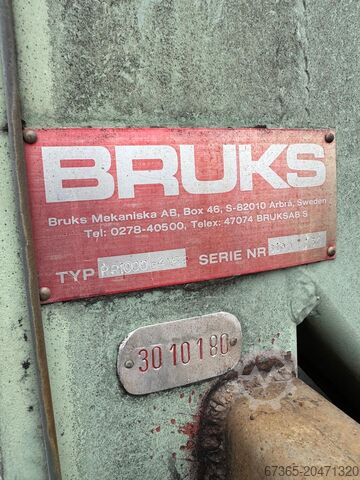 BRUKS
Bruks Mekaniska AB, Box 46, S-82010 Arbrå, Sweden
Tel: 0278-40500, Telex: 47074 BRUKSAB S
TYP SERIE NR
3010180
67365-20471320